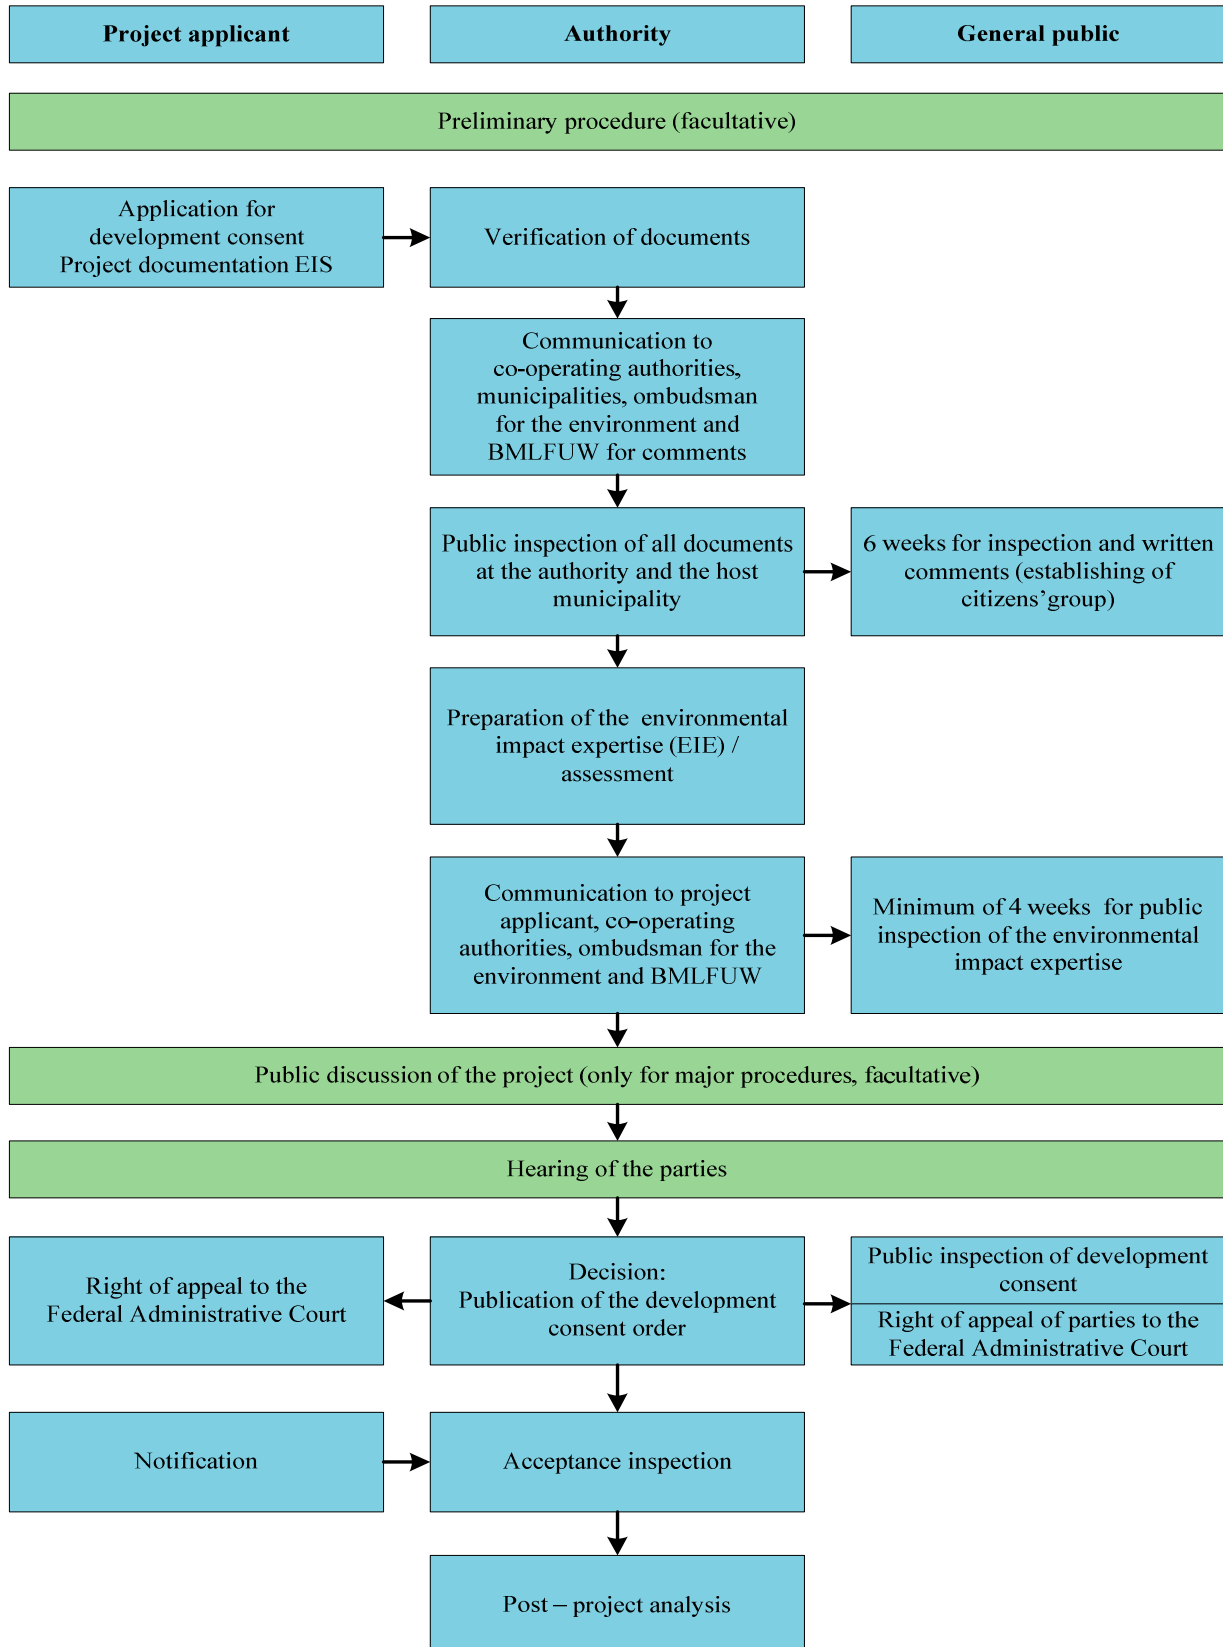 Project applicant
Authority
General public
Preliminary procedure (facultative)
Application for
development consent
Project documentation EIS
Verification of documents
Communication to
co-operating authorities,
municipalities, ombudsman
for the environment and
BMLFUW for comments
Public inspection of all documents
at the authority and the host
municipality
6 weeks for inspection and written
comments (establishing of
citizens’group)
Preparation of the environmental
impact expertise (EIE) /
assessment
Communication to project
applicant, co-operating
authorities, ombudsman for the
environment and BMLFUW
Minimum of 4 weeks for public
inspection of the environmental
impact expertise
Public discussion of the project (only for major procedures, facultative)
Hearing of the parties
Right of appeal to the
Federal Administrative Court
Decision:
Publication of the development
consent order
Public inspection of development
consent
Right of appeal of parties to the
Federal Administrative Court
Notification
Acceptance inspection
Post – project analysis